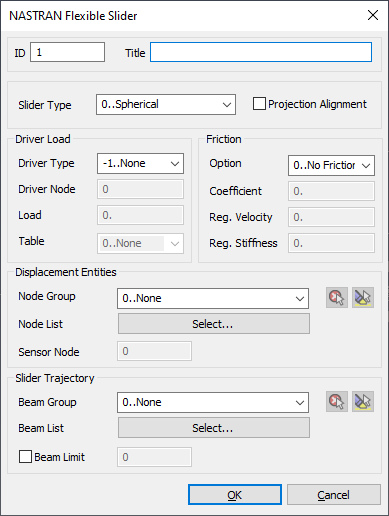 NASTRAN Flexible Slider
ID 1 Title
Slider Type 0..Spherical Projection Alignment
Driver Load
Driver Type -1..None
Driver Node 0
Load 0.
Table 0..None
Friction
Option 0..No Friction
Coefficient 0.
Reg. Velocity 0.
Reg. Stiffness 0.
Displacement Entities
Node Group 0..None
Node List Select...
Sensor Node 0
Slider Trajectory
Beam Group 0..None
Beam List Select...
Beam Limit 0
OK Cancel